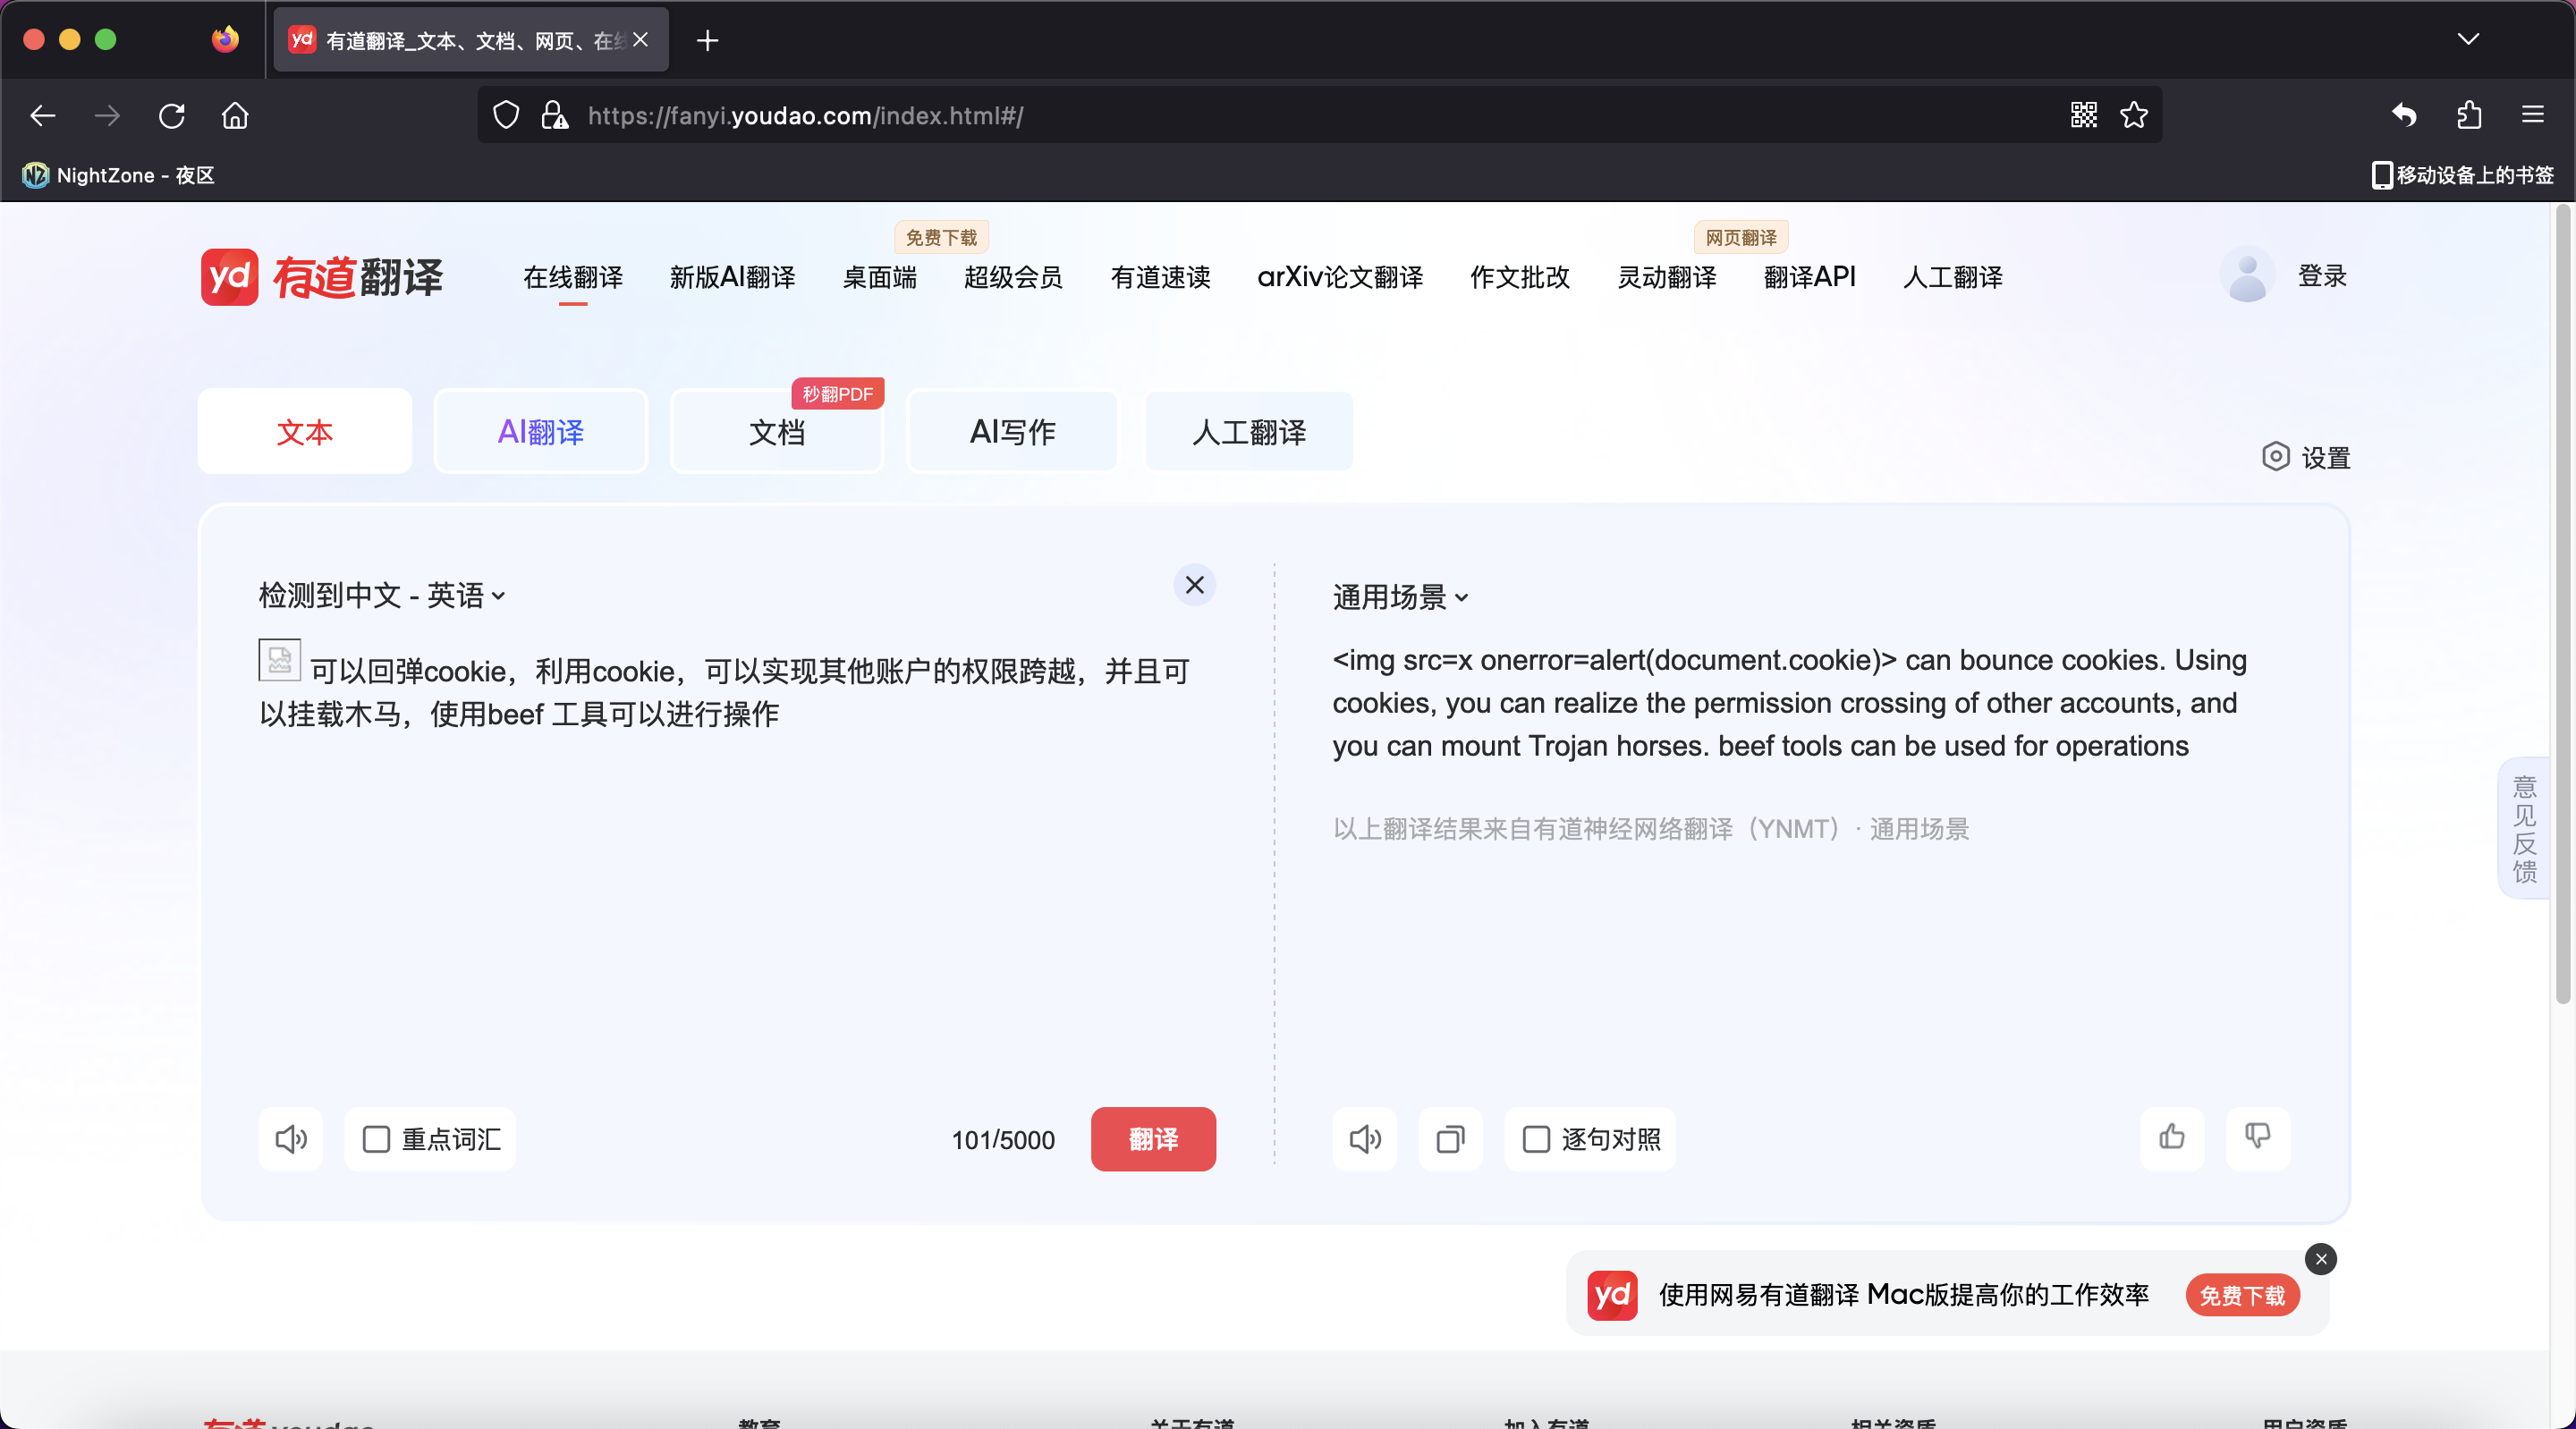 有道翻译_文本、文档、网页、在
https://fanyi.youdao.com/index.html#/
NightZone - 夜区
移动设备上的书签
yd 有道翻译
在线翻译
新版AI翻译
免费下载
桌面端
超级会员
有道速读
arXiv论文翻译
作文批改
网页翻译
灵动翻译
翻译API
人工翻译
登录
文本
AI翻译
秒翻PDF
文档
AI写作
人工翻译
设置
检测到中文 - 英语
可以回弹cookie，利用cookie，可以实现其他账户的权限跨越，并且可
以挂载木马，使用beef 工具可以进行操作
重点词汇
101/5000
翻译
通用场景
<img src=x onerror=alert(document.cookie)> can bounce cookies. Using
cookies, you can realize the permission crossing of other accounts, and
you can mount Trojan horses. beef tools can be used for operations
以上翻译结果来自有道神经网络翻译（YNMT）· 通用场景
逐句对照
意见反馈
yd
使用网易有道翻译 Mac版提高你的工作效率
免费下载
有道 youdao
教育
关于有道
加入有道
相关资质
用户资质